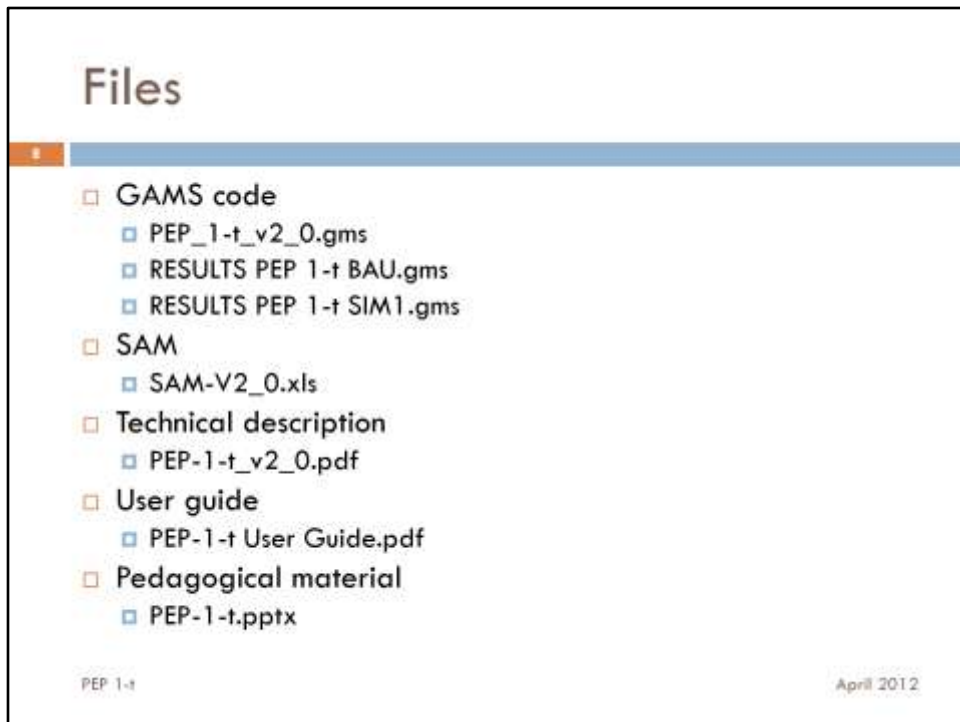 Files
8
GAMS code
PEP_1-t_v2_0.gms
RESULTS PEP 1-t BAU.gms
RESULTS PEP 1-t SIM1.gms
SAM
SAM-V2_0.xls
Technical description
PEP-1-t_v2_0.pdf
User guide
PEP-1-t User Guide.pdf
Pedagogical material
PEP-1-t.pptx
PEP 1-t
April 2012